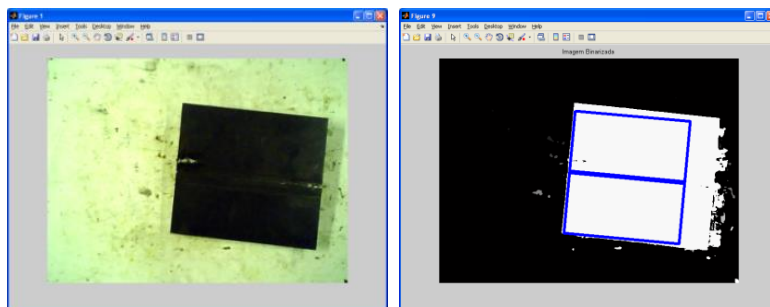 Figure 1
File Edit View Insert Tools Desktop Window Help
Figure 9
File Edit View Insert Tools Desktop Window Help
Imagem Binarizada